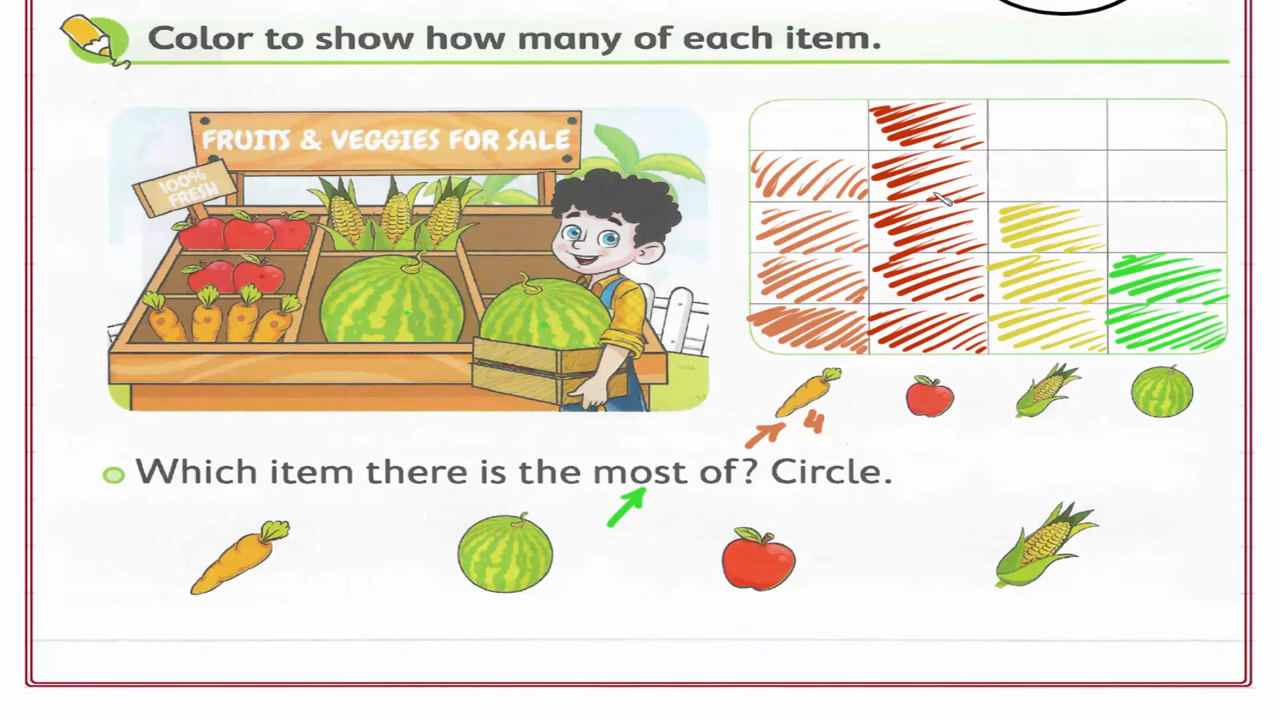 Color to show how many of each item.
FRUITS & VEGGIES FOR SALE
100%
FRESH
4
Which item there is the most of? Circle.